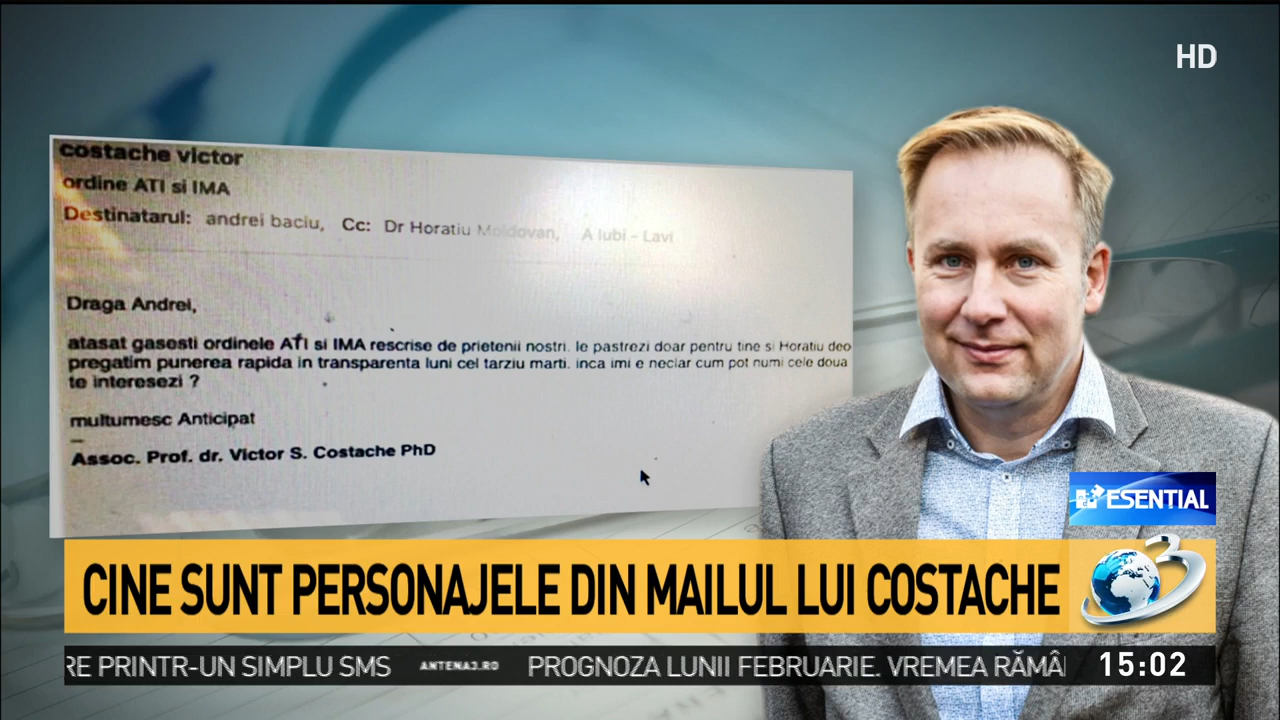 HD
costache victor
ordine ATI si IMA
Destinatarul: andrei baciu, Cc: Dr Horatiu Moldovan, A Iubi - Lavi
Draga Andrei,
atasat gasesti ordinele ATI si IMA rescrise de prietenii nostri. le pastrezi doar pentru tine si Horatiu deo
pregatim punerea rapida in transparenta luni cel tarziu marti. inca imi e neclar cum pot numi cele doua
te interesezi ?
multumesc Anticipat
--
Assoc. Prof. dr. Victor S. Costache PhD
ESENTIAL
CINE SUNT PERSONAJELE DIN MAILUL LUI COSTACHE
3
RE PRINTR-UN SIMPLU SMS ANTENA3.RO PROGNOZA LUNII FEBRUARIE. VREMEA RĂMÂ 15:02